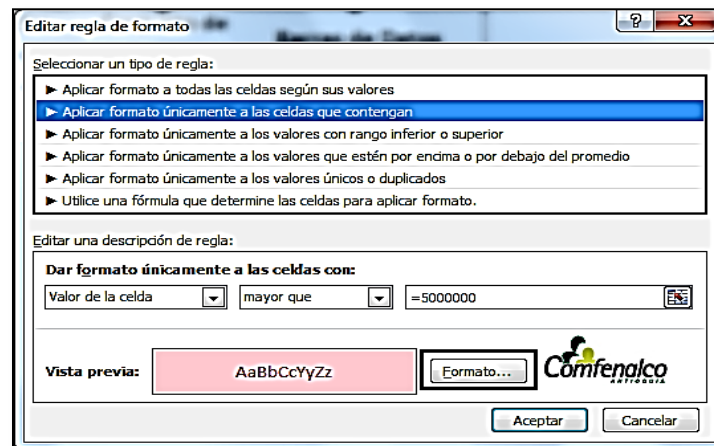 Editar regla de formato
Seleccionar un tipo de regla:
► Aplicar formato a todas las celdas según sus valores
► Aplicar formato únicamente a las celdas que contengan
► Aplicar formato únicamente a los valores con rango inferior o superior
► Aplicar formato únicamente a los valores que estén por encima o por debajo del promedio
► Aplicar formato únicamente a los valores únicos o duplicados
► Utilice una fórmula que determine las celdas para aplicar formato.
Editar una descripción de regla:
Dar formato únicamente a las celdas con:
Valor de la celda mayor que =5000000
Vista previa: AaBbCcYyZz Formato... Comfenalco
ANTIOQUIA
Aceptar Cancelar